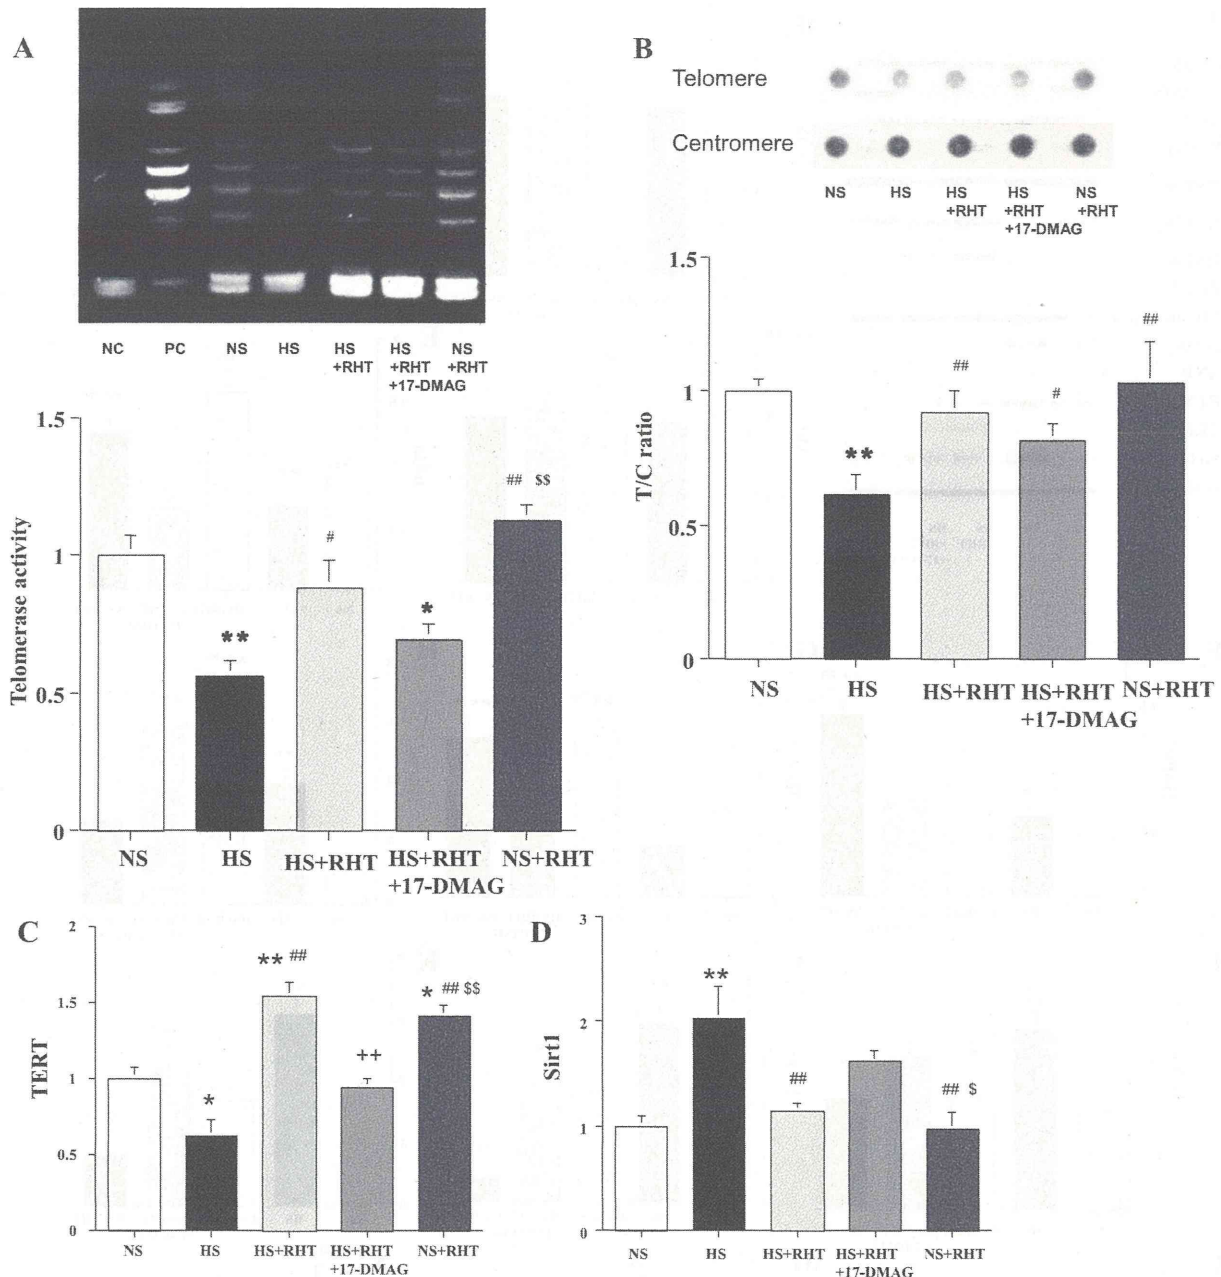 A
NC PC NS HS HS NS
+RHT +RHT +RHT
+17-DMAG
1.5
1
0.5
0
Telomerase activity
** # * ## $$
NS HS HS+RHT HS+RHT NS+RHT
+17-DMAG
B
Telomere
Centromere
NS HS HS HS NS
+RHT +RHT +RHT
+17-DMAG
1.5
1
0.5
0
T/C ratio
** ## # ##
NS HS HS+RHT HS+RHT NS+RHT
+17-DMAG
C
2
1.5
1
0.5
0
TERT
* ** ## ++ * ## $$
NS HS HS+RHT HS+RHT NS+RHT
+17-DMAG
D
3
2
1
0
Sirt1
** ## ## $
NS HS HS+RHT HS+RHT NS+RHT
+17-DMAG